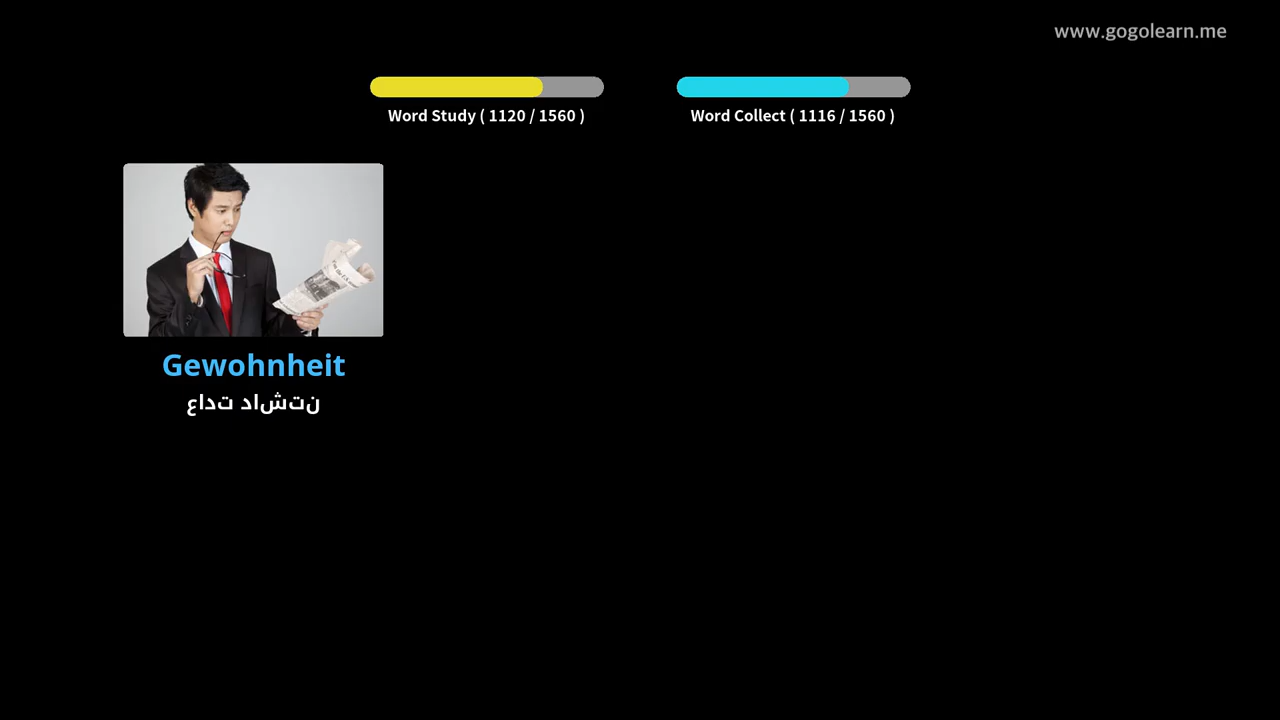 www.gogolearn.me
Word Study ( 1120 / 1560 )
Word Collect ( 1116 / 1560 )
Gewohnheit
نتشاد تداع